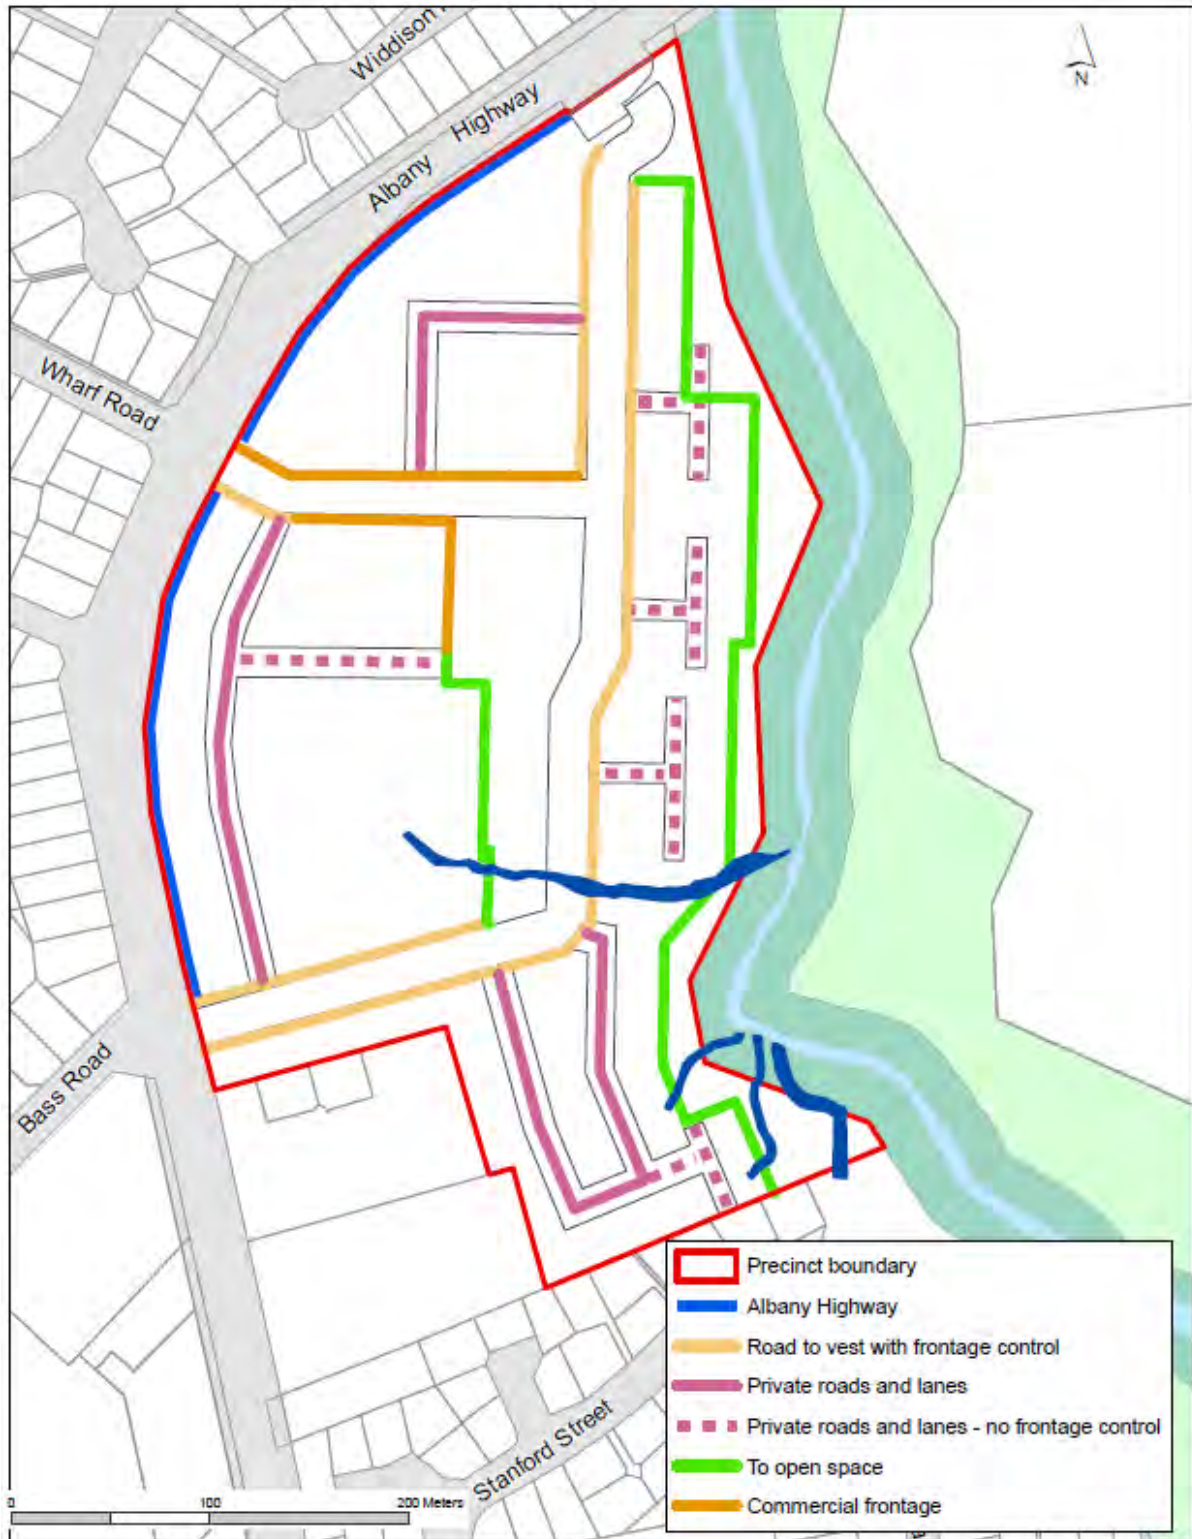 Widdison
Albany Highway
N
Wharf Road
Bass Road
Stanford Street
Precinct boundary
Albany Highway
Road to vest with frontage control
Private roads and lanes
Private roads and lanes - no frontage control
To open space
Commercial frontage
0 100 200 Meters